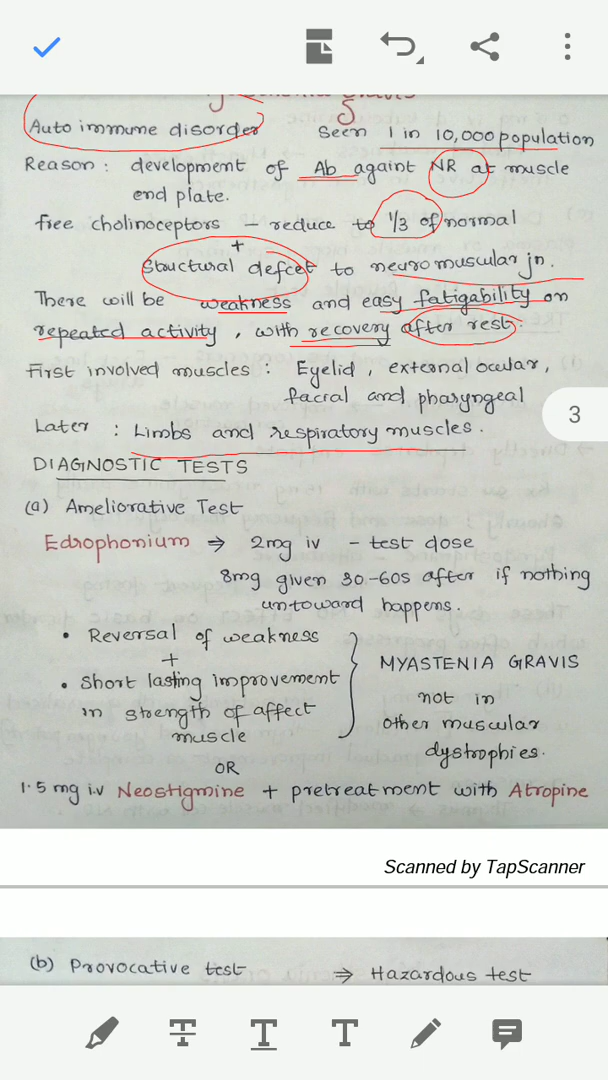 Auto immune disorder seen 1 in 10,000 population
Reason : development of Ab againt NR at muscle
end plate.
free cholinoceptors - reduce to 1/3 of normal
+
Structural defcet to neuromuscular jn.
There will be weakness and easy fatigability on
repeated activity, with recovery after rest.
First involved muscles : Eyelid, external ocular,
facial and pharyngeal
3
Later : Limbs and respiratory muscles.
DIAGNOSTIC TESTS
(a) Ameliorative Test
Edrophonium ⇒ 2mg iv - test dose
8mg given 30-60s after if nothing
untoward happens.
• Reversal of weakness
+
• Short lasting improvement
in strength of affect
muscle
MYASTENIA GRAVIS
not in
other muscular
dystrophies.
OR
1.5 mg i.v Neostigmine + pretreatment with Atropine
Scanned by TapScanner
(b) Provocative test ⇒ Hazardous test
T T T